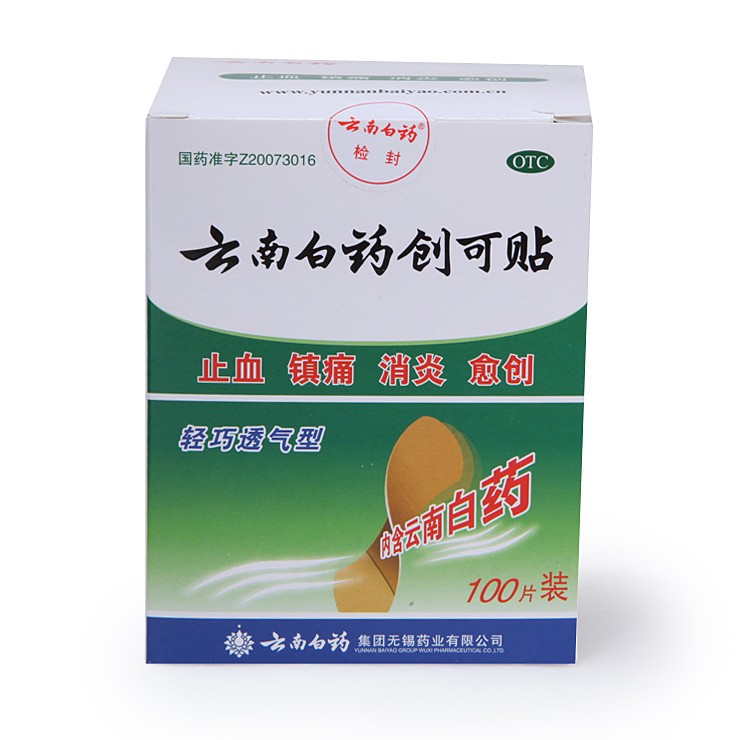 云南白药
止血 镇痛 消炎 愈创
www.yunnanbaiyao.com.cn
云南白药®
检封
国药准字Z20073016
OTC
云南白药创可贴
止血 镇痛 消炎 愈创
轻巧透气型
内含云南白药
100片装
云南白药 集团无锡药业有限公司
YUNNAN BAIYAO GROUP WUXI PHARMACEUTICAL CO., LTD.